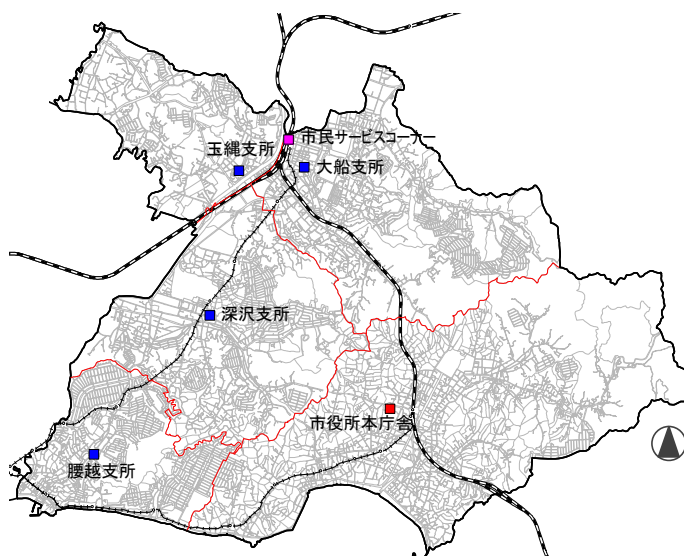 市民サービスコーナー
玉縄支所
大船支所
深沢支所
市役所本庁舎
腰越支所